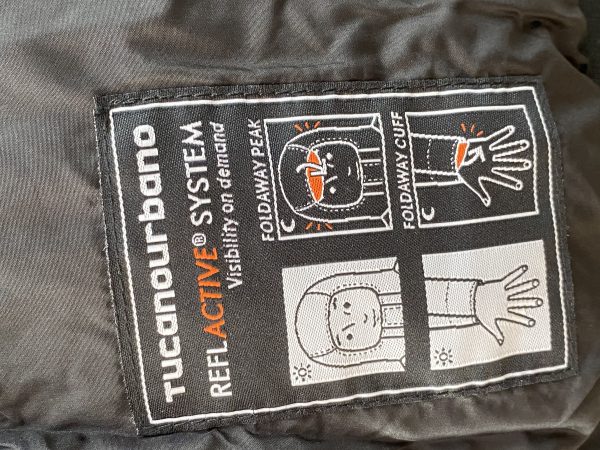 Tucanourbano
REFLACTIVE® SYSTEM
Visibility on demand
FOLDAWAY PEAK
FOLDAWAY CUFF